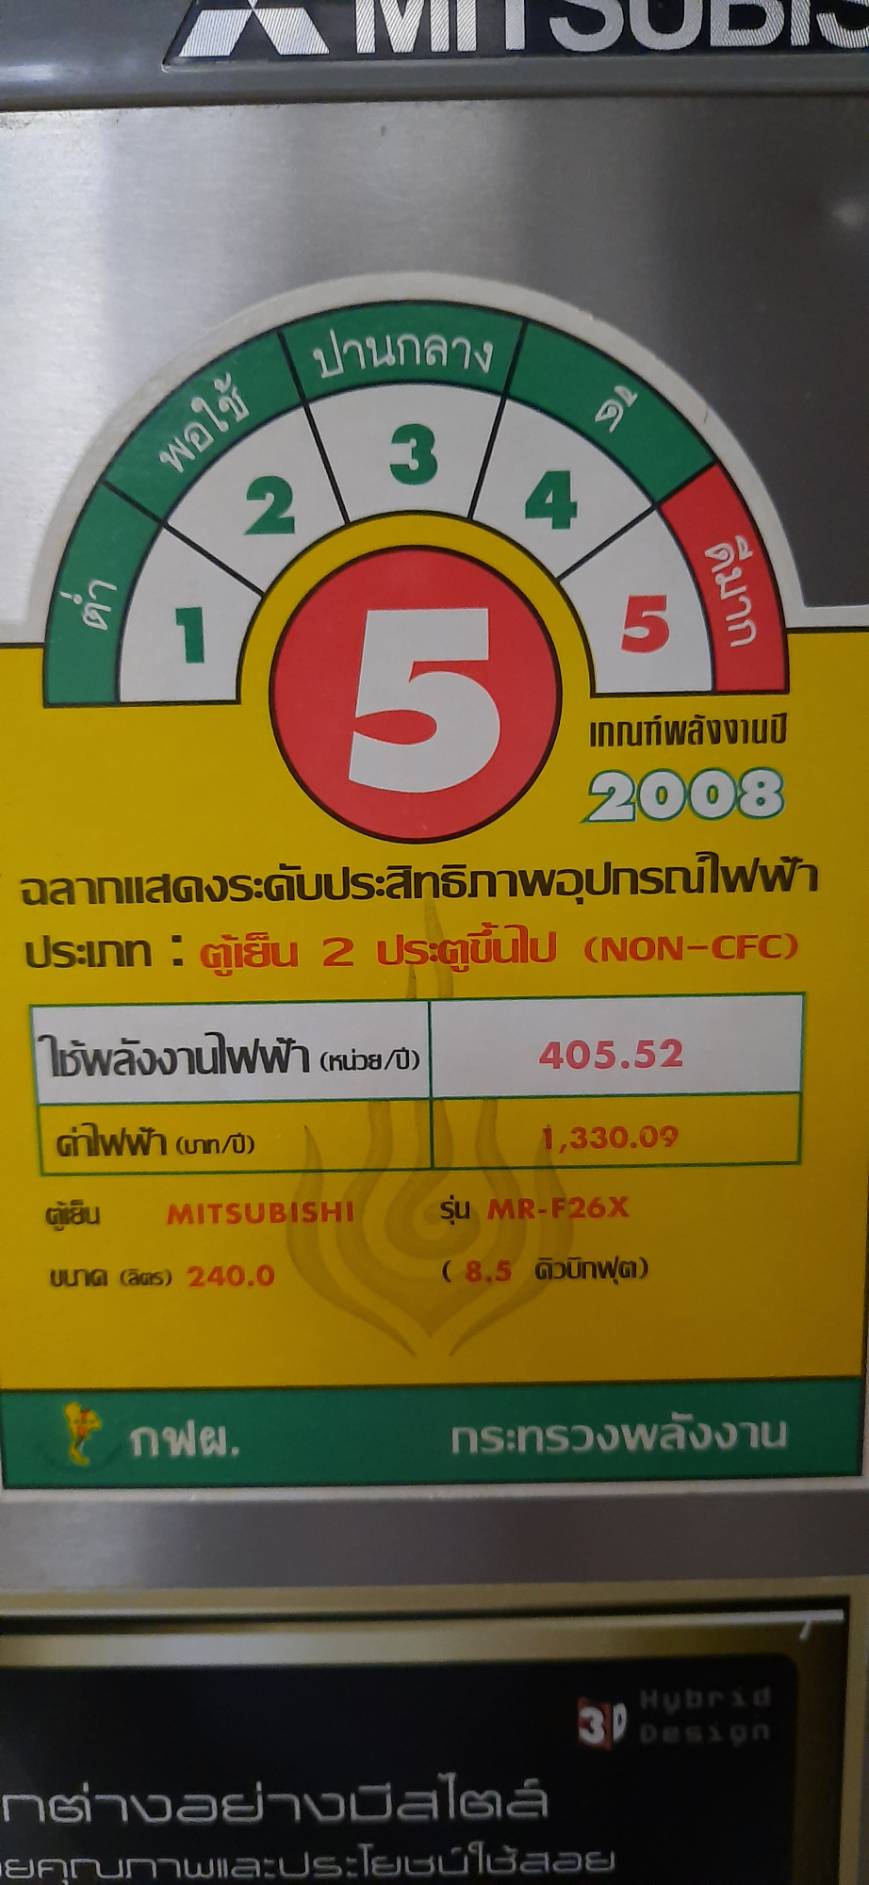 MITSUBIS
ต่ำ
พอใช้
ปานกลาง
ดี
ดีมาก
1
2
3
4
5
5
เกณฑ์พลังงานปี
2008
ฉลากแสดงระดับประสิทธิภาพอุปกรณ์ไฟฟ้า
ประเภท : ตู้เย็น 2 ประตูขึ้นไป (NON-CFC)
ใช้พลังงานไฟฟ้า (หน่วย/ปี) 405.52
ค่าไฟฟ้า (บาท/ปี) 1,330.09
ตู้เย็น MITSUBISHI รุ่น MR-F26X
ขนาด (ลิตร) 240.0 ( 8.5 คิวบิกฟุต)
กฟผ. กระทรวงพลังงาน
3D Hybrid
Design
กต่างอย่างมีสไตล์
ยคุณภาพและประโยชน์ใช้สอย